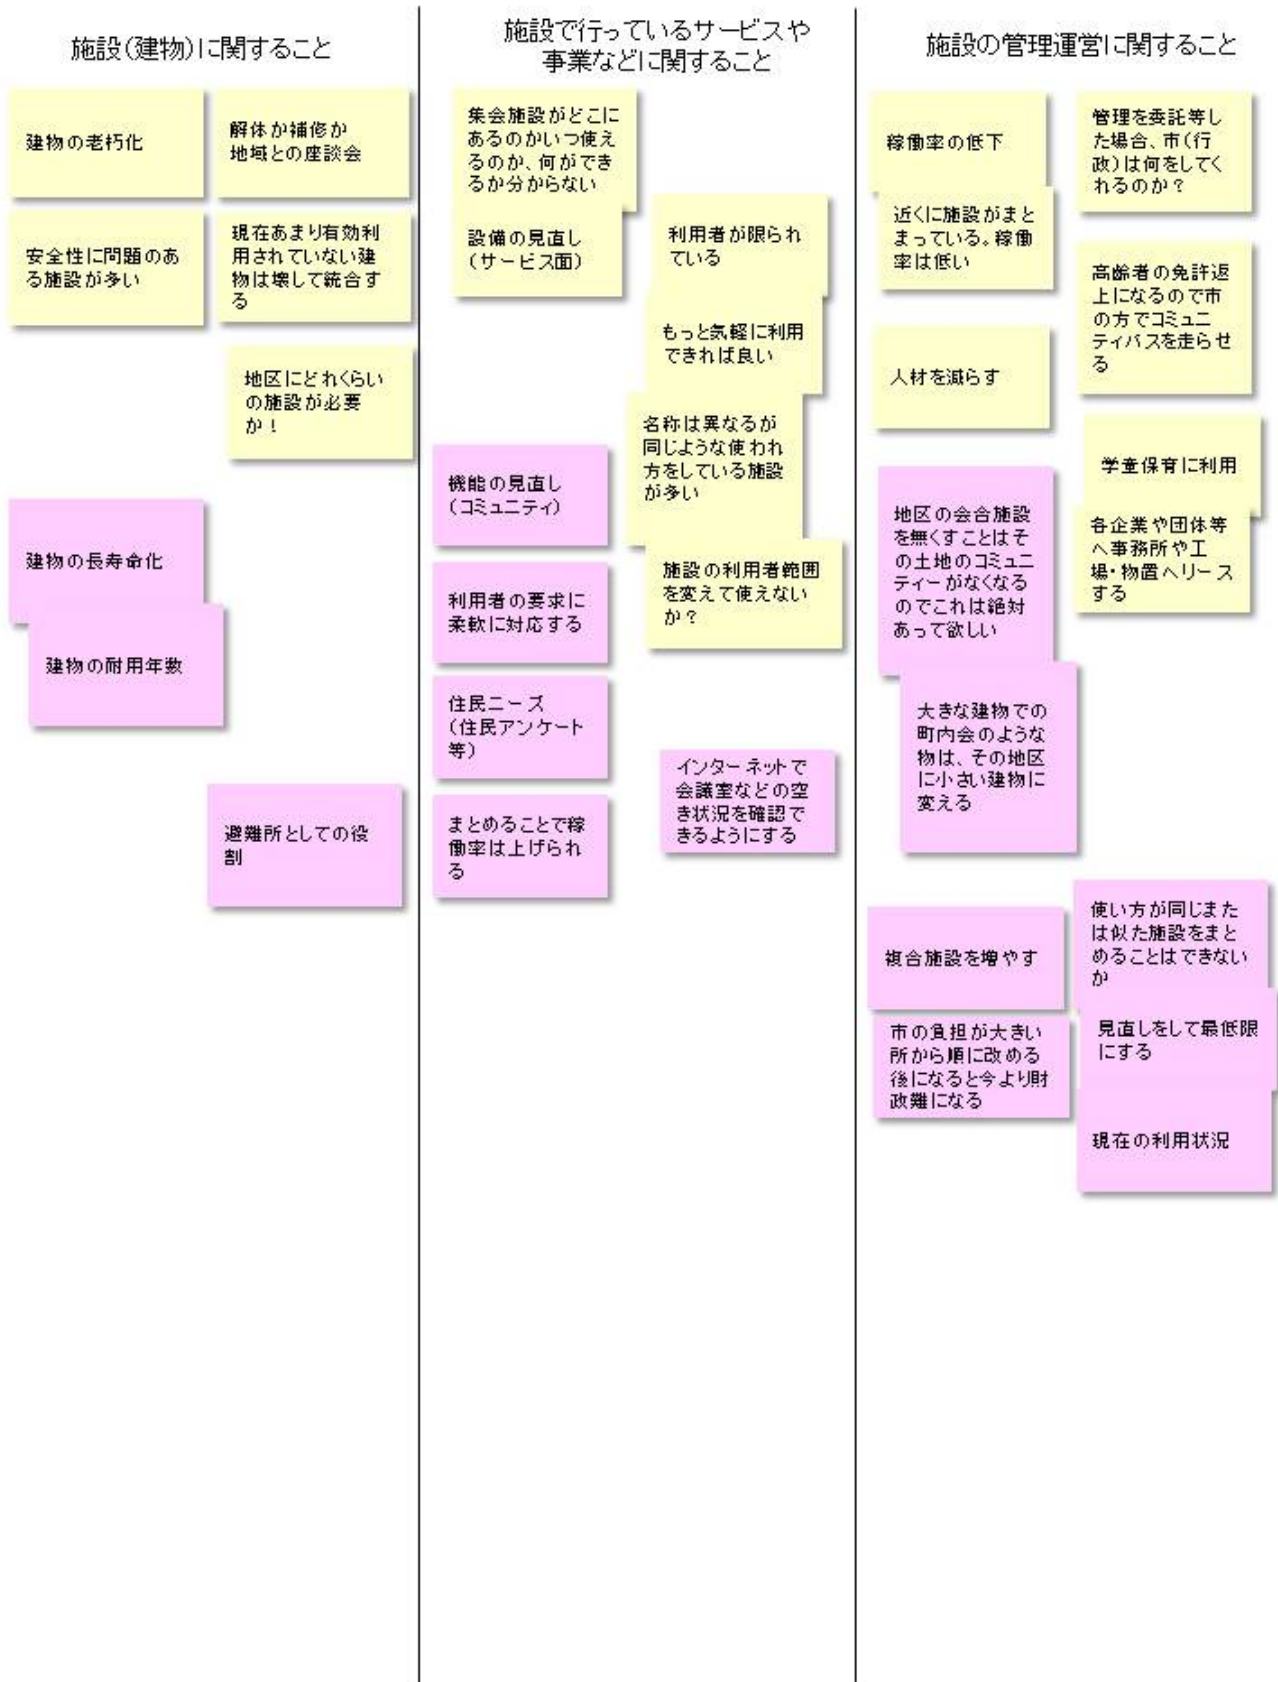 施設(建物)に関すること
建物の老朽化
解体か補修か
地域との座談会
安全性に問題のあ
る施設が多い
現在あまり有効利
用されていない建
物は壊して統合す
る
地区にどれくらい
の施設が必要
か！
建物の長寿命化
建物の耐用年数
避難所としての役
割
施設で行っているサービスや
事業などに関すること
集会施設がどこに
あるのかいつ使え
るのか、何ができ
るか分からない
設備の見直し
(サービス面)
利用者が限られ
ている
もっと気軽に利用
できれば良い
名称は異なるが
同じような使われ
方をしている施設
が多い
施設の利用者範囲
を変えて使えない
か？
機能の見直し
(コミュニティ)
利用者の要求に
柔軟に対応する
住民ニーズ
(住民アンケート
等)
まとめることで稼
働率は上げられ
る
インターネットで
会議室などの空
き状況を確認で
きるようにする
施設の管理運営に関すること
稼働率の低下
管理を委託等し
た場合、市(行
政)は何をしてく
れるのか？
近くに施設がまと
まっている。稼働
率は低い
高齢者の免許返
上になるので市
の方でコミュニ
ティバスを走らせ
る
人材を減らす
学童保育に利用
各企業や団体等
へ事務所や工
場・物置へリース
する
地区の会合施設
を無くすことはそ
の土地のコミュニ
ティーがなくなる
のでこれは絶対
あって欲しい
大きな建物での
町内会のような
物は、その地区
に小さい建物に
変える
複合施設を増やす
使い方が同じまた
は似た施設をまと
めることはできない
か
市の負担が大きい
所から順に改める
後になると今より財
政難になる
見直しをして最低限
にする
現在の利用状況